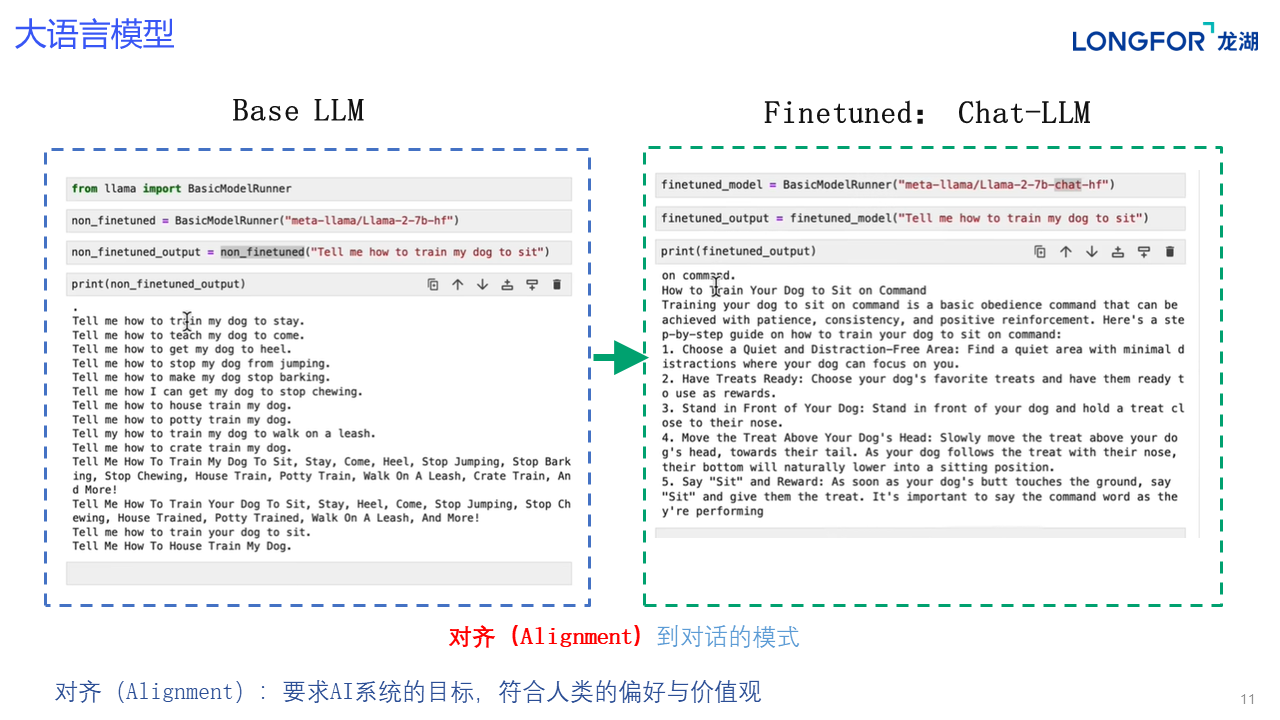 大语言模型
LONGFOR 龙湖
Base LLM
from llama import BasicModelRunner
non_finetuned = BasicModelRunner("meta-llama/Llama-2-7b-hf")
non_finetuned_output = non_finetuned("Tell me how to train my dog to sit")
print(non_finetuned_output)
.
Tell me how to train my dog to stay.
Tell me how to teach my dog to come.
Tell me how to get my dog to heel.
Tell me how to stop my dog from jumping.
Tell me how to make my dog stop barking.
Tell me how I can get my dog to stop chewing.
Tell me how to house train my dog.
Tell me how to potty train my dog.
Tell my how to train my dog to walk on a leash.
Tell me how to crate train my dog.
Tell Me How To Train My Dog To Sit, Stay, Come, Heel, Stop Jumping, Stop Bark
ing, Stop Chewing, House Train, Potty Train, Walk On A Leash, Crate Train, An
d More!
Tell Me How To Train Your Dog To Sit, Stay, Heel, Come, Stop Jumping, Stop Ch
ewing, House Trained, Potty Trained, Walk On A Leash, And More!
Tell me how to train your dog to sit.
Tell Me How To House Train My Dog.
Finetuned： Chat-LLM
finetuned_model = BasicModelRunner("meta-llama/Llama-2-7b-chat-hf")
finetuned_output = finetuned_model("Tell me how to train my dog to sit")
print(finetuned_output)
on command.
How to Train Your Dog to Sit on Command
Training your dog to sit on command is a basic obedience command that can be
achieved with patience, consistency, and positive reinforcement. Here's a ste
p-by-step guide on how to train your dog to sit on command:
1. Choose a Quiet and Distraction-Free Area: Find a quiet area with minimal d
istractions where your dog can focus on you.
2. Have Treats Ready: Choose your dog's favorite treats and have them ready t
o use as rewards.
3. Stand in Front of Your Dog: Stand in front of your dog and hold a treat cl
ose to their nose.
4. Move the Treat Above Your Dog's Head: Slowly move the treat above your do
g's head, towards their tail. As your dog follows the treat with their nose,
their bottom will naturally lower into a sitting position.
5. Say "Sit" and Reward: As soon as your dog's butt touches the ground, say
"Sit" and give them the treat. It's important to say the command word as the
y're performing
对齐（Alignment）到对话的模式
对齐（Alignment）：要求AI系统的目标，符合人类的偏好与价值观
11